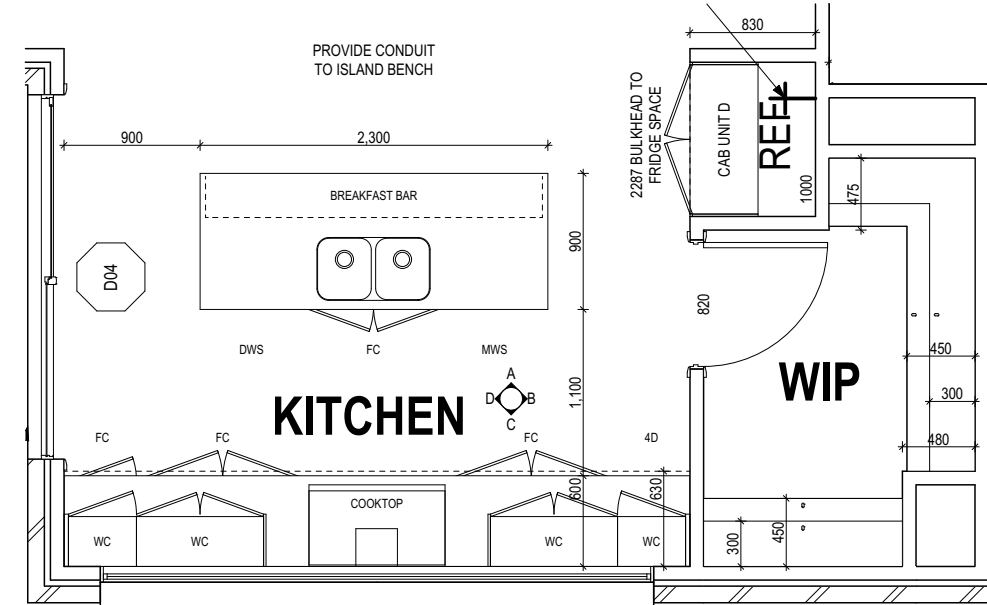 830
PROVIDE CONDUIT
TO ISLAND BENCH
2287 BULKHEAD TO
FRIDGE SPACE
CAB UNIT D
REF
1000
475
900
2,300
BREAKFAST BAR
900
D04
820
DWS
FC
MWS
450
WIP
300
A
D
B
C
1,100
KITCHEN
480
FC
FC
FC
4D
600
630
COOKTOP
WC
WC
WC
WC
300
450